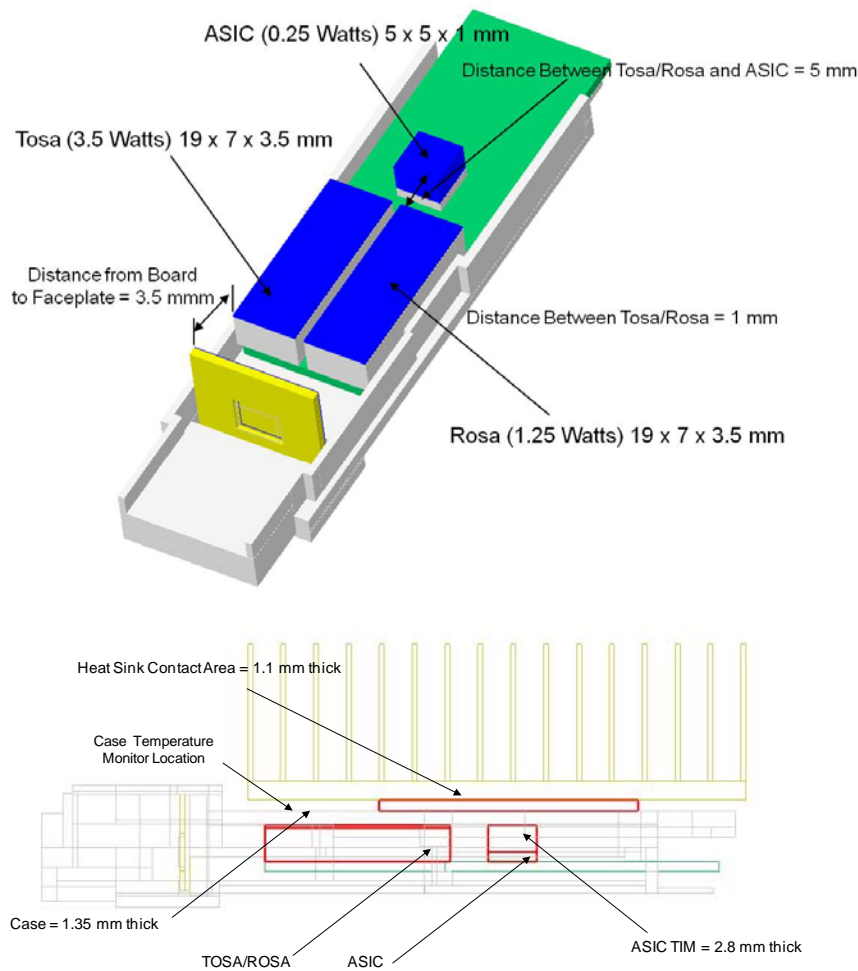 ASIC (0.25 Watts) 5 x 5 x 1 mm
Distance Between Tosa/Rosa and ASIC = 5 mm
Tosa (3.5 Watts) 19 x 7 x 3.5 mm
Distance from Board
to Faceplate = 3.5 mmm
Distance Between Tosa/Rosa = 1 mm
Rosa (1.25 Watts) 19 x 7 x 3.5 mm
Heat Sink Contact Area = 1.1 mm thick
Case Temperature
Monitor Location
Case = 1.35 mm thick
TOSA/ROSA
ASIC
ASIC TIM = 2.8 mm thick